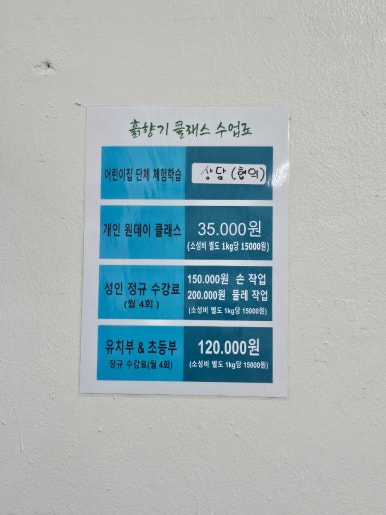 흙향기 클래스 수업료
어린이집 단체 체험학습
상담 (협의)
개인 원데이 클래스
35.000원
(소성비 별도 1kg당 15000원)
성인 정규 수강료
(월 4회)
150.000원 손 작업
200.000원 물레 작업
(소성비 별도 1kg당 15000원)
유치부 & 초등부
정규 수강료(월 4회)
120.000원
(소성비 별도 1kg당 15000원)